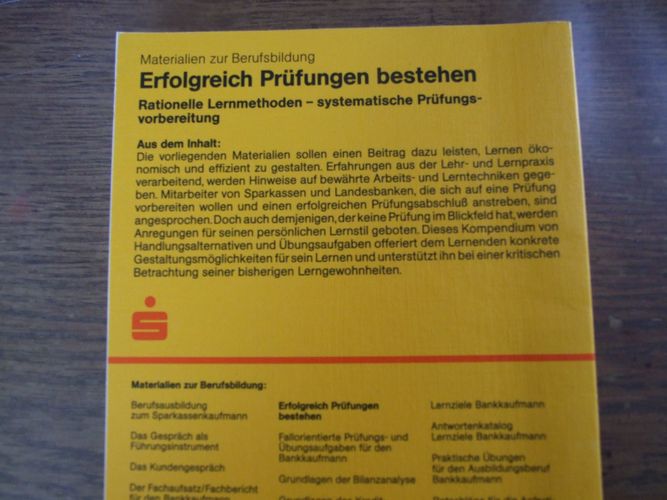 Materialien zur Berufsbildung
Erfolgreich Prüfungen bestehen
Rationelle Lernmethoden – systematische Prüfungs-
vorbereitung
Aus dem Inhalt:
Die vorliegenden Materialien sollen einen Beitrag dazu leisten, Lernen öko-
nomisch und effizient zu gestalten. Erfahrungen aus der Lehr- und Lernpraxis
verarbeitend, werden Hinweise auf bewährte Arbeits- und Lerntechniken gege-
ben. Mitarbeiter von Sparkassen und Landesbanken, die sich auf eine Prüfung
vorbereiten wollen und einen erfolgreichen Prüfungsabschluß anstreben, sind
angesprochen. Doch auch demjenigen, der keine Prüfung im Blickfeld hat, werden
Anregungen für seinen persönlichen Lernstil geboten. Dieses Kompendium von
Handlungsalternativen und Übungsaufgaben offeriert dem Lernenden konkrete
Gestaltungsmöglichkeiten für sein Lernen und unterstützt ihn bei einer kritischen
Betrachtung seiner bisherigen Lerngewohnheiten.
Materialien zur Berufsbildung:
Berufsausbildung
zum Sparkassenkaufmann
Das Gespräch als
Führungsinstrument
Das Kundengespräch
Der Fachaufsatz/Fachbericht
für den Bankkaufmann
Erfolgreich Prüfungen
bestehen
Fallorientierte Prüfungs- und
Übungsaufgaben für den
Bankkaufmann
Grundlagen der Bilanzanalyse
Lernziele Bankkaufmann
Antwortenkatalog
Lernziele Bankkaufmann
Praktische Übungen
für den Ausbildungsberuf
Bankkaufmann